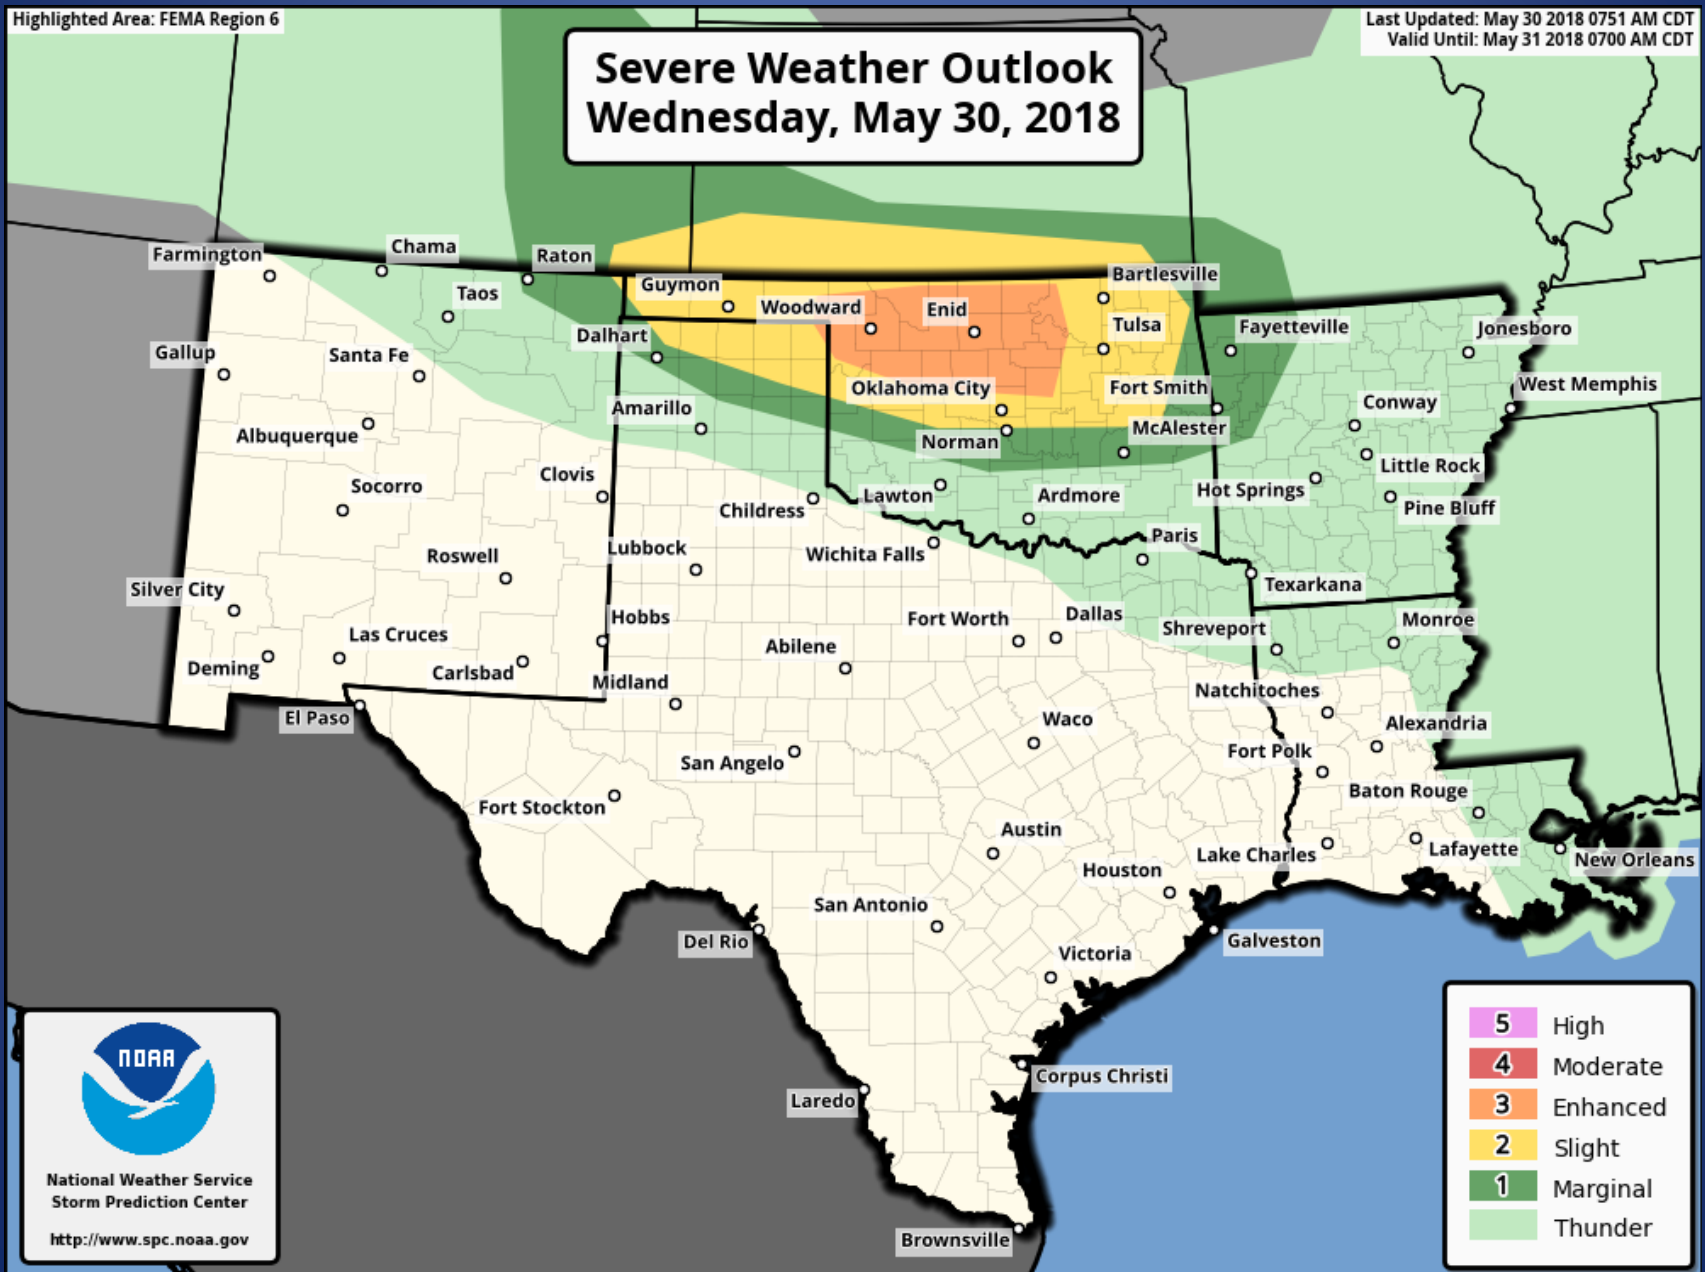 Highlighted Area: FEMA Region 6
Last Updated: May 30 2018 0751 AM CDT
Valid Until: May 31 2018 0700 AM CDT
Severe Weather Outlook
Wednesday, May 30, 2018
Farmington
Chama
Raton
Taos
Guymon
Woodward
Enid
Bartlesville
Tulsa
Fayetteville
Jonesboro
Dalhart
Gallup
Santa Fe
Oklahoma City
Fort Smith
West Memphis
Conway
Amarillo
Albuquerque
Norman
McAlester
Little Rock
Clovis
Socorro
Childress
Lawton
Ardmore
Hot Springs
Pine Bluff
Paris
Roswell
Lubbock
Wichita Falls
Texarkana
Silver City
Hobbs
Fort Worth
Dallas
Shreveport
Monroe
Las Cruces
Abilene
Deming
Carlsbad
Midland
Natchitoches
El Paso
Waco
Alexandria
San Angelo
Fort Polk
Baton Rouge
Fort Stockton
Austin
Lake Charles
Lafayette
New Orleans
Houston
San Antonio
Del Rio
Galveston
Victoria
Corpus Christi
Laredo
Brownsville
NOAA
National Weather Service
Storm Prediction Center
http://www.spc.noaa.gov
5 High
4 Moderate
3 Enhanced
2 Slight
1 Marginal
Thunder